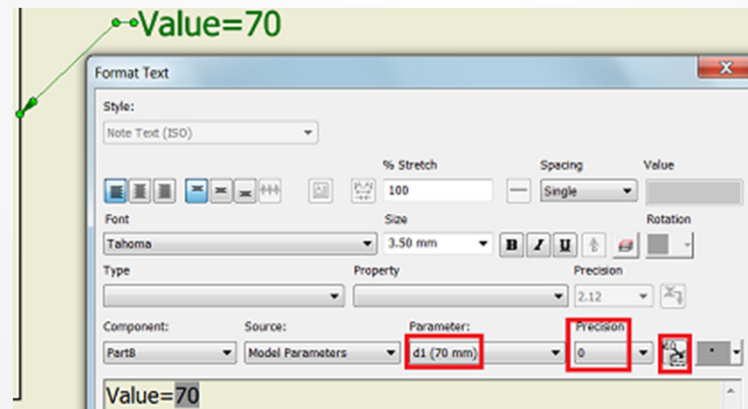 Value=70
Format Text
X
Style:
Note Text (ISO)
% Stretch Spacing Value
100 Single
Font Size Rotation
Tahoma 3.50 mm B I U
Type Property Precision
2.12
Component: Source: Parameter: Precision
Part8 Model Parameters d1 (70 mm) 0
Value=70